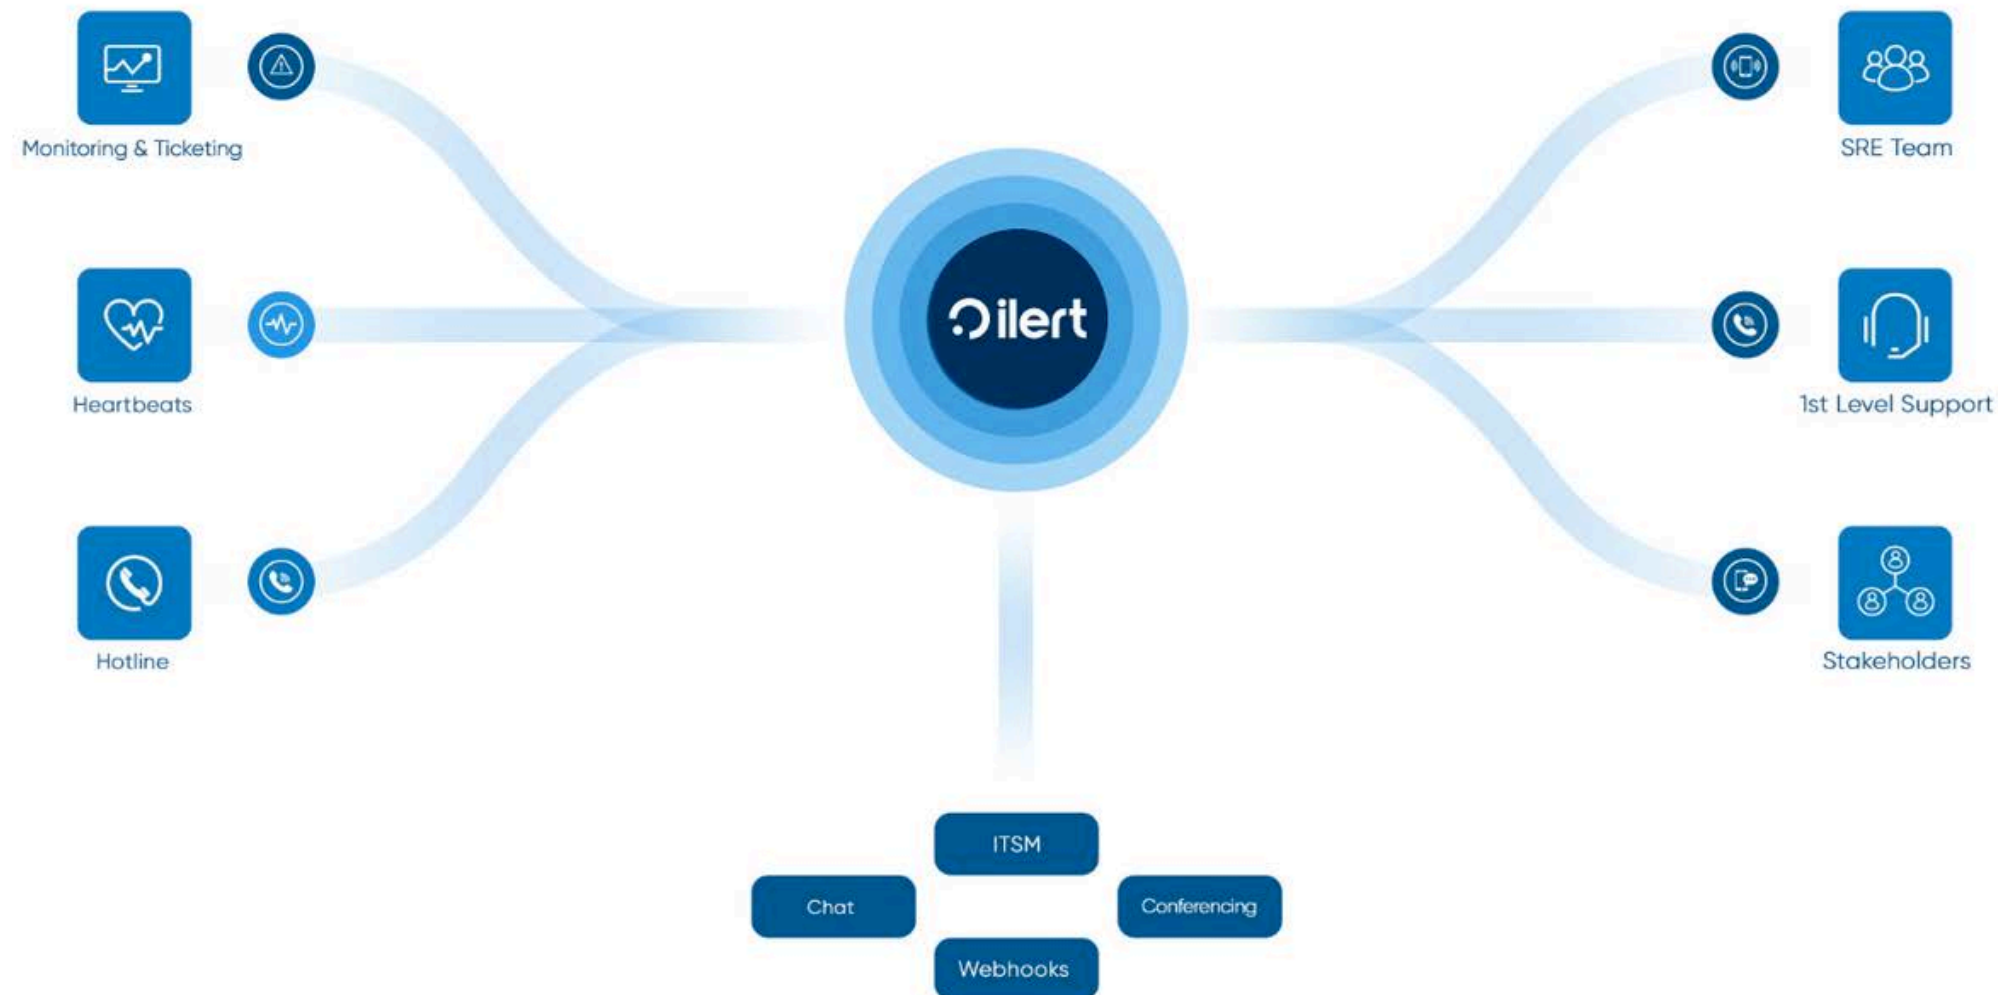 Monitoring & Ticketing
Heartbeats
Hotline
ilert
SRE Team
1st Level Support
Stakeholders
ITSM
Chat
Conferencing
Webhooks